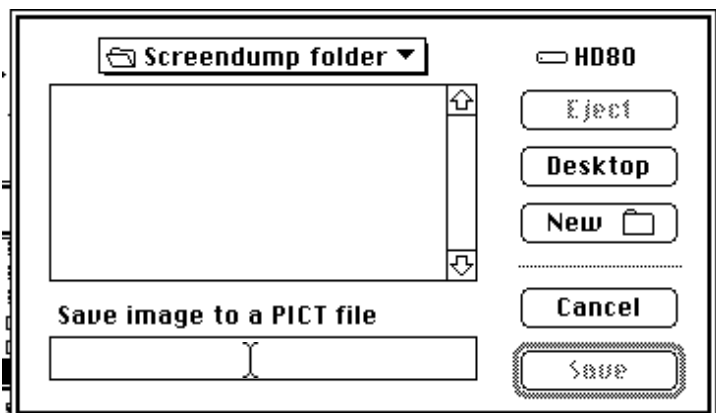 Screendump folder
HD80
Eject
Desktop
New
Save image to a PICT file
Cancel
Save